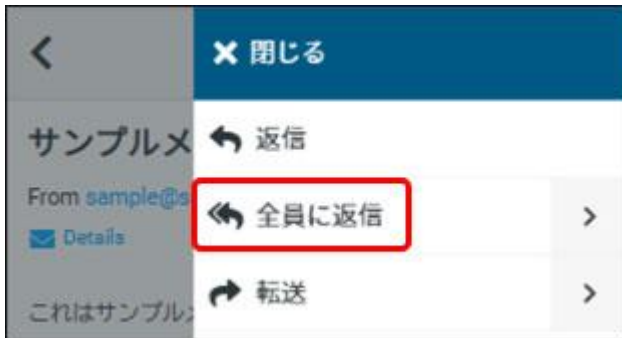 閉じる
サンプルメ
返信
From sample@s
全員に返信
Details
転送
これはサンプル